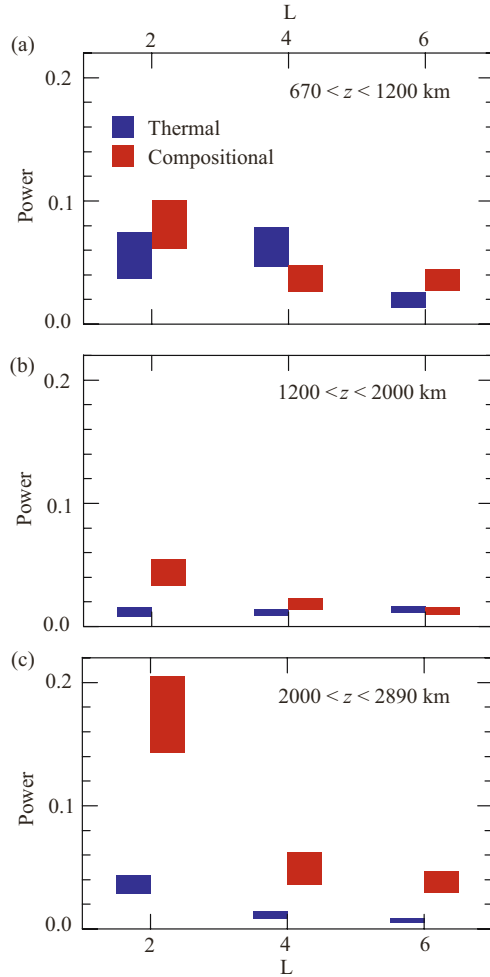 L
2 4 6
(a)
0.2
670 < z < 1200 km
Thermal
Compositional
0.1
Power
0.0
(b)
0.2
1200 < z < 2000 km
0.1
Power
0.0
(c)
0.2
2000 < z < 2890 km
0.1
Power
0.0
2 4 6
L